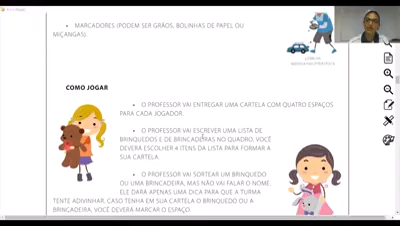 MARCADORES (PODEM SER GRÃOS, BOLINHAS DE PAPEL OU
MIÇANGAS).
COMO JOGAR
• O PROFESSOR VAI ENTREGAR UMA CARTELA COM QUATRO ESPAÇOS
PARA CADA JOGADOR.
• O PROFESSOR VAI ESCREVER UMA LISTA DE
BRINQUEDOS E DE BRINCADEIRAS NO QUADRO. VOCÊ
DEVERÁ ESCOLHER 4 ITENS DA LISTA PARA FORMAR A
SUA CARTELA.
• O PROFESSOR VAI SORTEAR UM BRINQUEDO
OU UMA BRINCADEIRA, MAS NÃO VAI FALAR O NOME.
ELE DARÁ APENAS UMA DICA PARA QUE A TURMA
TENTE ADIVINHAR. CASO TENHA EM SUA CARTELA O BRINQUEDO OU A
BRINCADEIRA, VOCÊ DEVERÁ MARCAR O ESPAÇO.